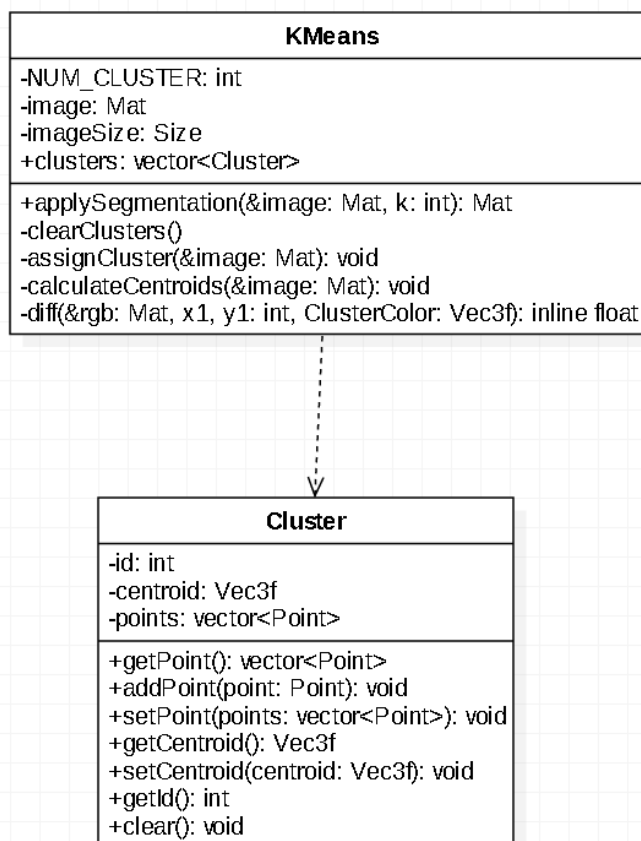 KMeans
-NUM_CLUSTER: int
-image: Mat
-imageSize: Size
+clusters: vector<Cluster>
+applySegmentation(&image: Mat, k: int): Mat
-clearClusters()
-assignCluster(&image: Mat): void
-calculateCentroids(&image: Mat): void
-diff(&rgb: Mat, x1, y1: int, ClusterColor: Vec3f): inline float
Cluster
-id: int
-centroid: Vec3f
-points: vector<Point>
+getPoint(): vector<Point>
+addPoint(point: Point): void
+setPoint(points: vector<Point>): void
+getCentroid(): Vec3f
+setCentroid(centroid: Vec3f): void
+getId(): int
+clear(): void